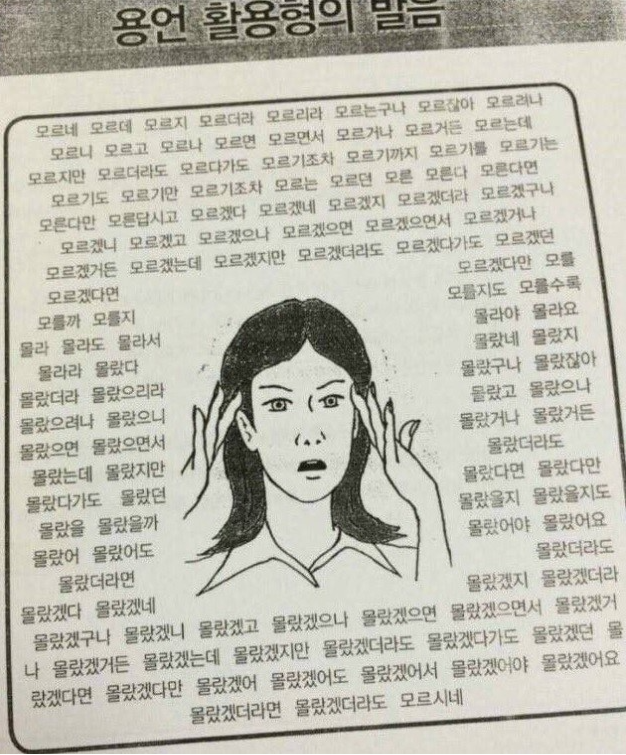 용언 활용형의 발음
모르네 모르데 모르지 모르더라 모르리라 모르는구나 모르잖아 모르려나
모르니 모르고 모르나 모르면 모르면서 모르거나 모르거든 모르는데
모르지만 모르더라도 모르다가도 모르기조차 모르기까지 모르기를 모르기는
모르기도 모르기만 모르기조차 모르는 모르던 모른 모른다 모른다면
모른다만 모른답시고 모르겠다 모르겠네 모르겠지 모르겠더라 모르겠구나
모르겠니 모르겠고 모르겠으나 모르겠으면 모르겠으면서 모르겠거나
모르겠거든 모르겠는데 모르겠지만 모르겠더라도 모르겠다가도 모르겠던
모르겠다면 모르겠다만 모를
모를까 모를지 모를지도 모를수록
몰라 몰라도 몰라서 몰라야 몰라요
몰라라 몰랐다 몰랐네 몰랐지
몰랐더라 몰랐으리라 몰랐구나 몰랐잖아
몰랐으려나 몰랐으니 몰랐고 몰랐으나
몰랐으면 몰랐으면서 몰랐거나 몰랐거든
몰랐는데 몰랐지만 몰랐더라도
몰랐다가도 몰랐던 몰랐다면 몰랐다만
몰랐을 몰랐을까 몰랐을지 몰랐을지도
몰랐어 몰랐어도 몰랐어야 몰랐어요
몰랐더라면 몰랐더라도
몰랐겠다 몰랐겠네 몰랐겠지 몰랐겠더라
몰랐겠구나 몰랐겠니 몰랐겠고 몰랐겠으나 몰랐겠으면 몰랐겠으면서 몰랐겠거
나 몰랐겠거든 몰랐겠는데 몰랐겠지만 몰랐겠더라도 몰랐겠다가도 몰랐겠던 몰
랐겠다면 몰랐겠다만 몰랐겠어 몰랐겠어도 몰랐겠어서 몰랐겠어야 몰랐겠어요
몰랐겠더라면 몰랐겠더라도 모르시네